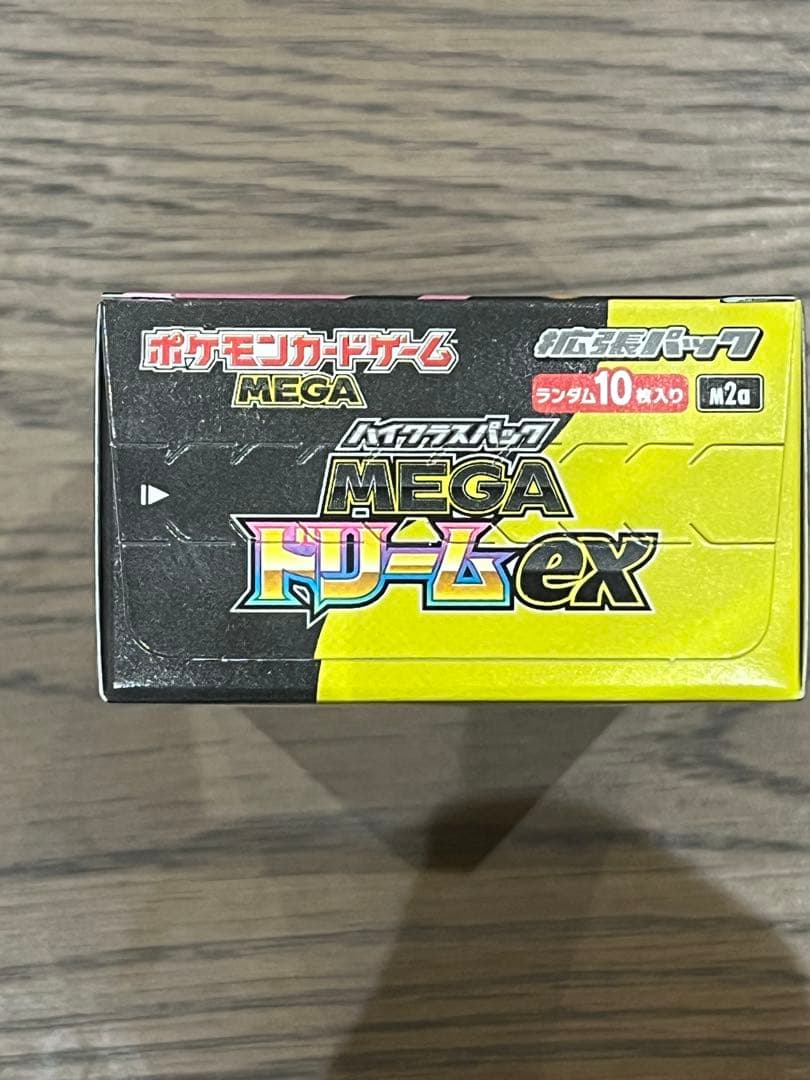 ポケモンカードゲーム
MEGA
拡張パック
ランダム10枚入り
M2a
ハイクラスパック
MEGA
ドリームex